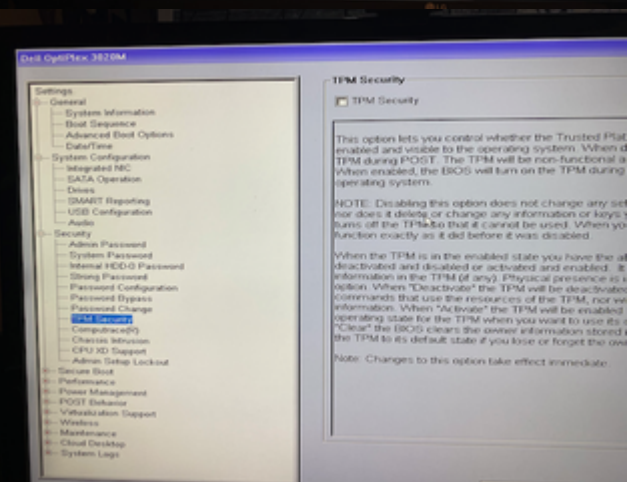 Dell OptiPlex 3020M
Settings
General
System Information
Boot Sequence
Advanced Boot Options
Date/Time
System Configuration
Integrated NIC
SATA Operation
Drives
SMART Reporting
USB Configuration
Audio
Security
Admin Password
System Password
Internal HDD-0 Password
Strong Password
Password Configuration
Password Bypass
Password Change
TPM Security
Computrace(R)
Chassis Intrusion
CPU XD Support
Admin Setup Lockout
Secure Boot
Performance
Power Management
POST Behavior
Virtualization Support
Wireless
Maintenance
Cloud Desktop
System Logs
TPM Security
TPM Security
This option lets you control whether the Trusted Plat
enabled and visible to the operating system. When d
TPM during POST. The TPM will be non-functional a
When enabled, the BIOS will turn on the TPM during
operating system.
NOTE: Disabling this option does not change any set
nor does it delete or change any information or keys
turns off the TPM so that it cannot be used. When yo
function exactly as it did before it was disabled.
When the TPM is in the enabled state you have the a
deactivated and disabled or activated and enabled. It
information in the TPM (if any). Physical presence is
option. When "Deactivate" the TPM will be deactivated
commands that use the resources of the TPM, nor w
information. When "Activate" the TPM will be enabled
operating state for the TPM when you want to use its
"Clear" the BIOS clears the owner information stored
the TPM to its default state if you lose or forget the ow
Note: Changes to this option take effect immediate